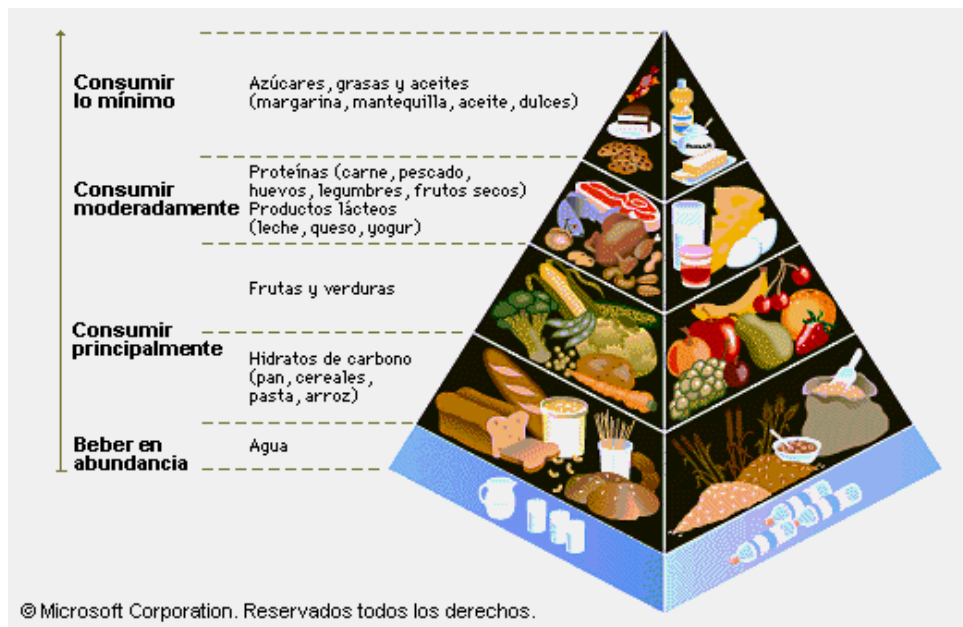 Consumir
lo mínimo
Azúcares, grasas y aceites
(margarina, mantequilla, aceite, dulces)
Consumir
moderadamente
Proteínas (carne, pescado,
huevos, legumbres, frutos secos)
Productos lácteos
(leche, queso, yogur)
Frutas y verduras
Consumir
principalmente
Hidratos de carbono
(pan, cereales,
pasta, arroz)
Beber en
abundancia
Agua
© Microsoft Corporation. Reservados todos los derechos.